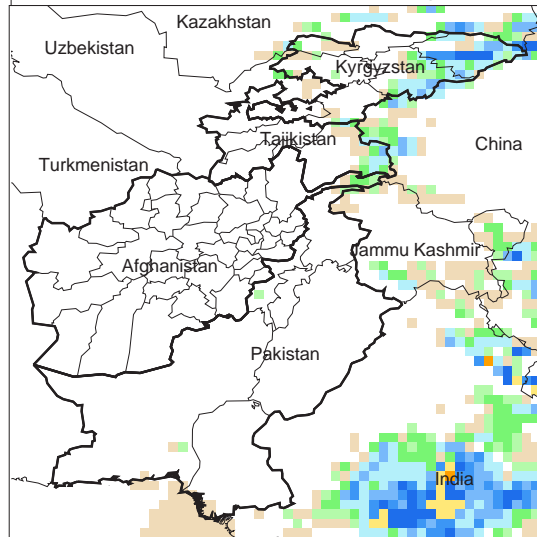 Kazakhstan
Uzbekistan
Kyrgyzstan
Tajikistan
China
Turkmenistan
Jammu Kashmir
Afghanistan
Pakistan
India